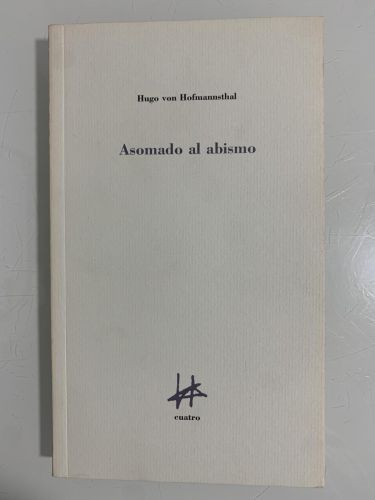 Hugo von Hofmannsthal
Asomado al abismo
cuatro